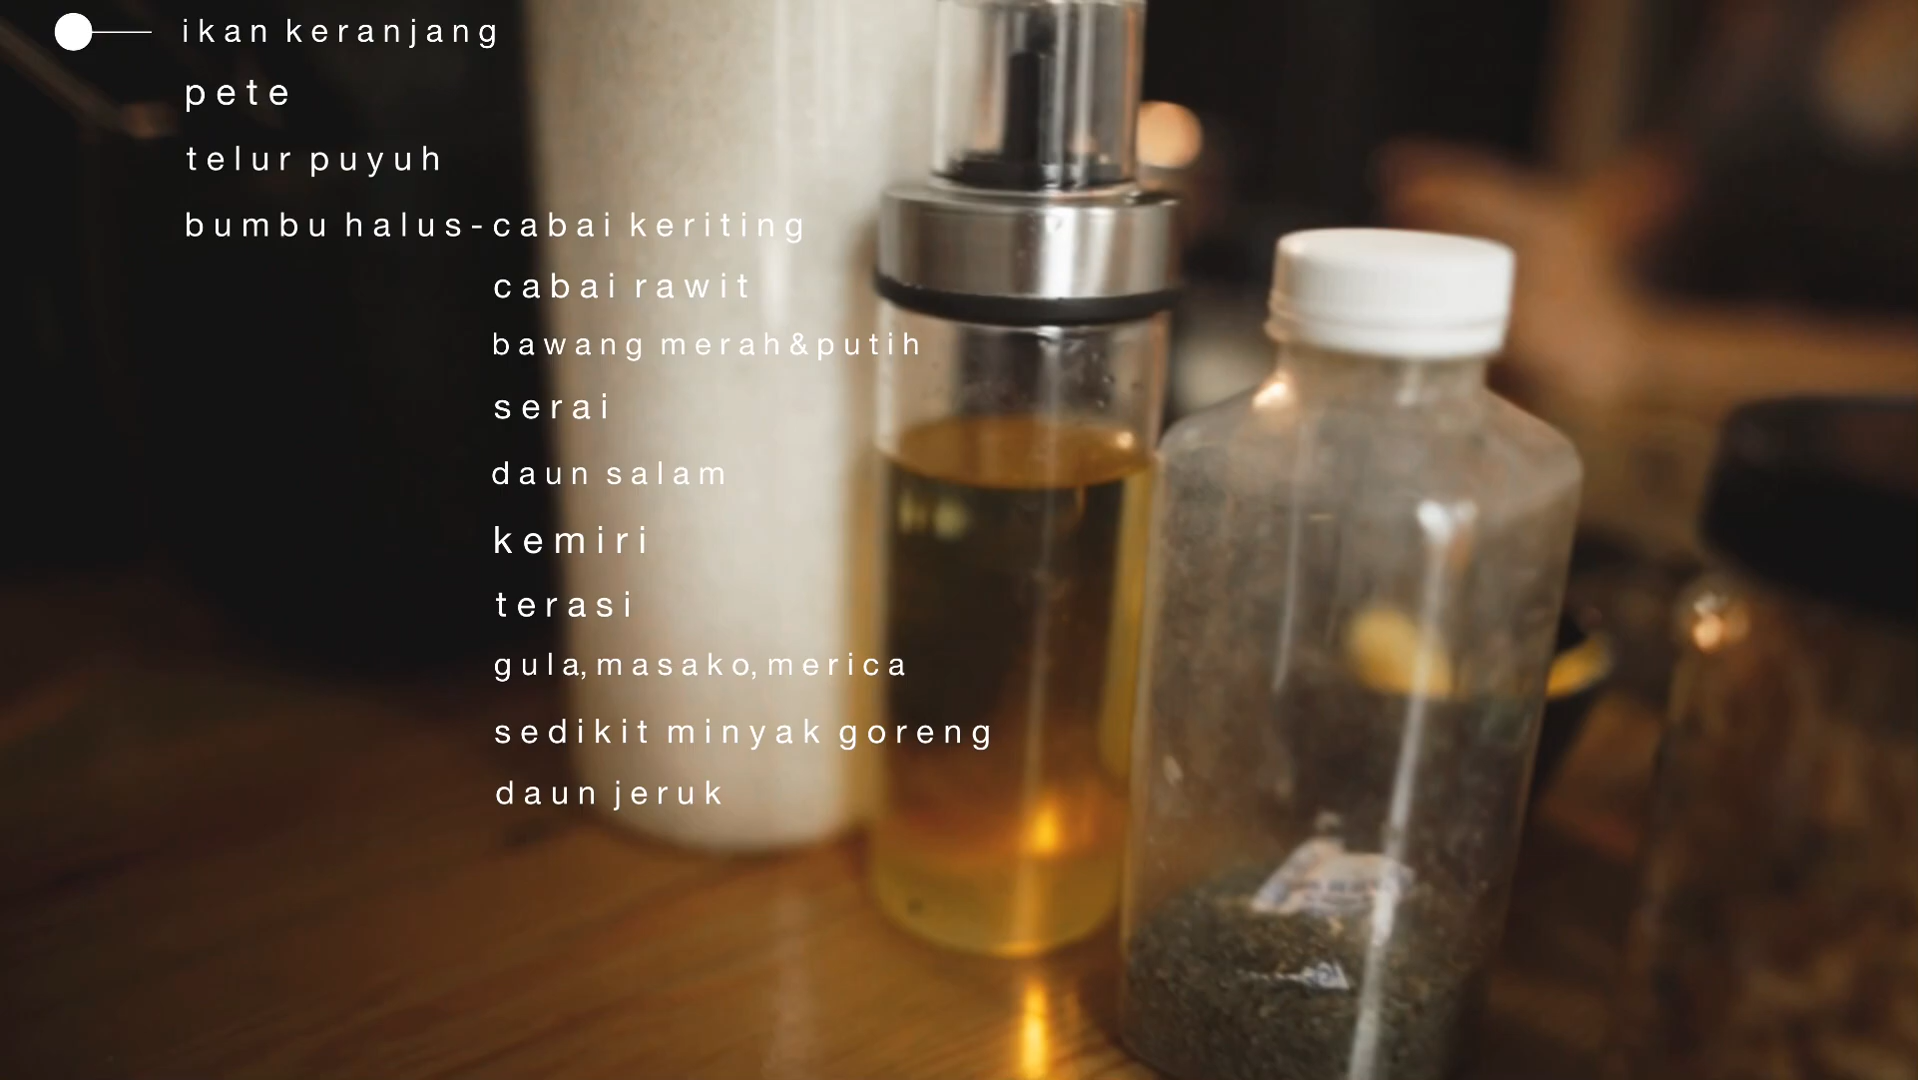 ikan keranjang
pete
telur puyuh
bumbu halus-cabai keriting
cabai rawit
bawang merah&putih
serai
daun salam
kemiri
terasi
gula,masako,merica
sedikit minyak goreng
daun jeruk